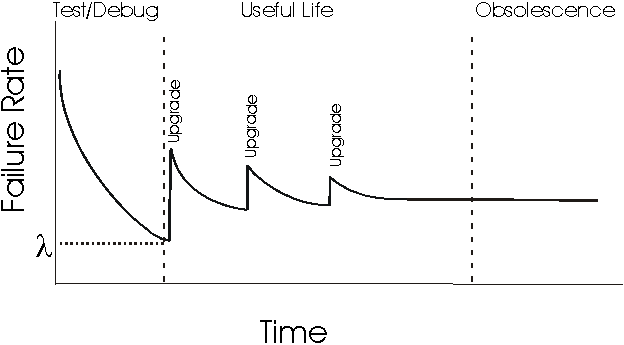 Test/Debug
Useful Life
Obsolescence
Failure Rate
Upgrade
Upgrade
Upgrade
λ
Time